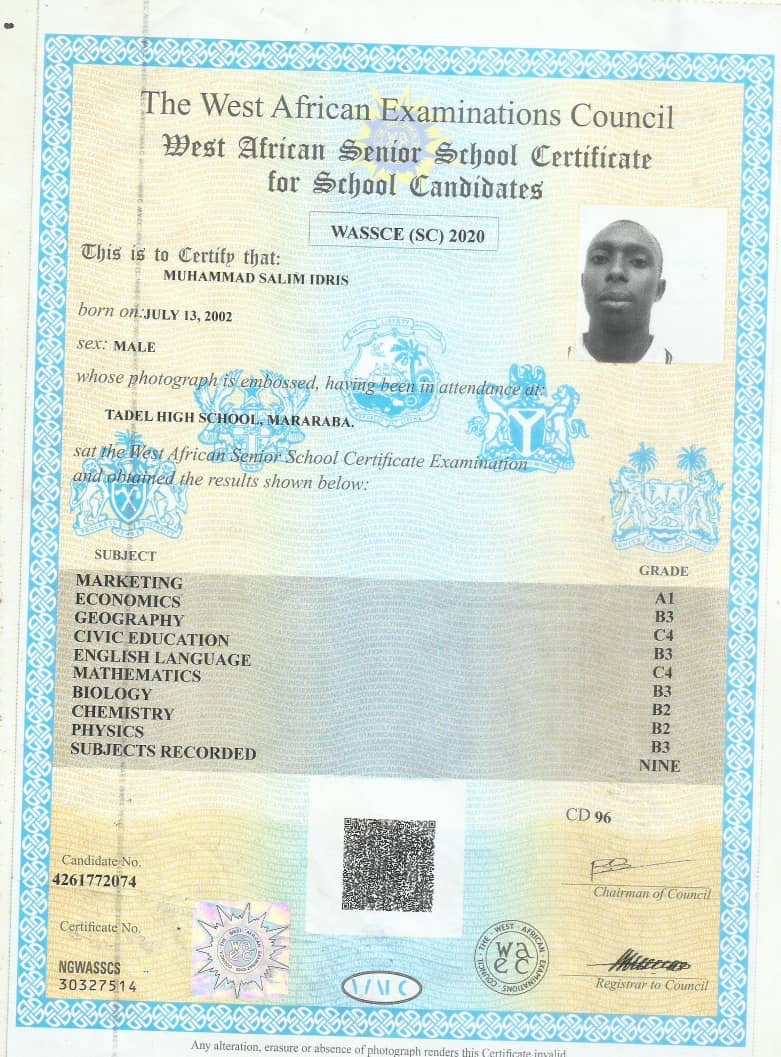 The West African Examinations Council
West African Senior School Certificate
for School Candidates
WASSCE (SC) 2020
This is to Certify that:
MUHAMMAD SALIM IDRIS
born on: JULY 13, 2002
sex: MALE
whose photograph is embossed, having been in attendance at:
TADEL HIGH SCHOOL, MARARABA.
sat the West African Senior School Certificate Examination
and obtained the results shown below:
SUBJECT GRADE
MARKETING A1
ECONOMICS B3
GEOGRAPHY C4
CIVIC EDUCATION B3
ENGLISH LANGUAGE C4
MATHEMATICS B3
BIOLOGY B2
CHEMISTRY B2
PHYSICS B3
SUBJECTS RECORDED NINE
CD 96
Candidate No.
4261772074
Chairman of Council
Certificate No.
NGWASSCS
30327514
THE · WEST · AFRICAN · EXAMINATIONS COUNCIL ·
wa
ec
WAEC
Registrar to Council
Any alteration, erasure or absence of photograph renders this Certificate invalid